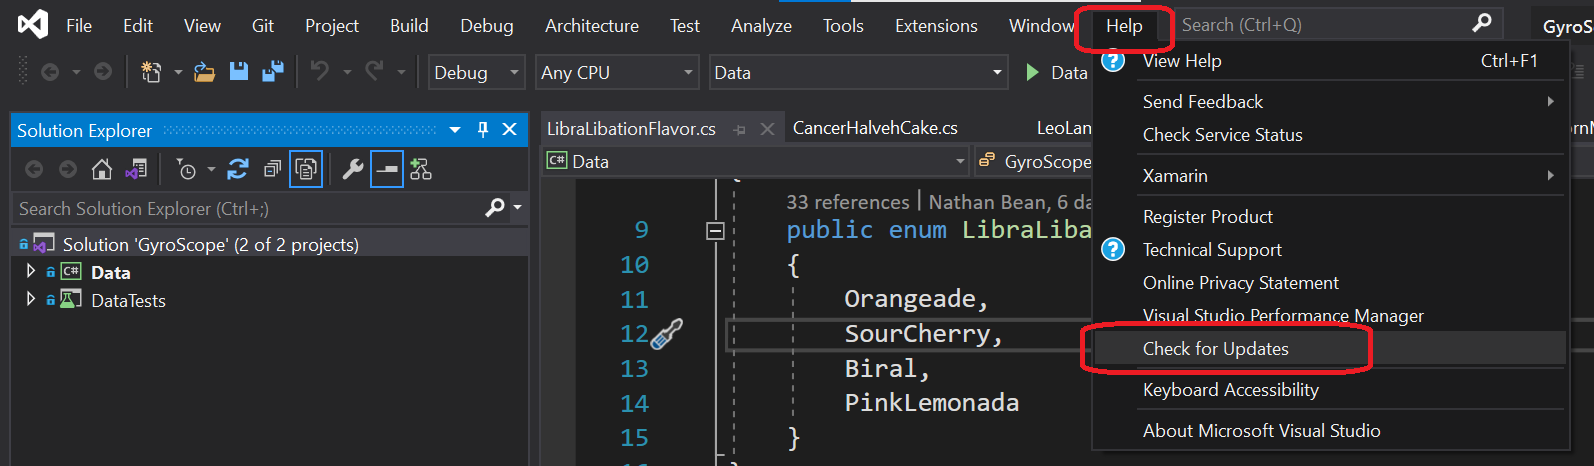 File Edit View Git Project Build Debug Test Analyze Tools Extensions Window Help Search (Ctrl+Q)
Architecture
Debug Any CPU Data Data
View Help Ctrl+F1
Send Feedback
Check Service Status
Xamarin
Register Product
Technical Support
Online Privacy Statement
Visual Studio Performance Manager
Check for Updates
Keyboard Accessibility
About Microsoft Visual Studio
Solution Explorer
Search Solution Explorer (Ctrl+;)
Solution 'GyroScope' (2 of 2 projects)
C# Data
DataTests
LibraLibationFlavor.cs CancerHalvehCake.cs
C# Data GyroScope
33 references | Nathan Bean, 6
9 public enum
10 {
11 Orangeade,
12 SourCherry,
13 Biral,
14 PinkLemonada
15 }